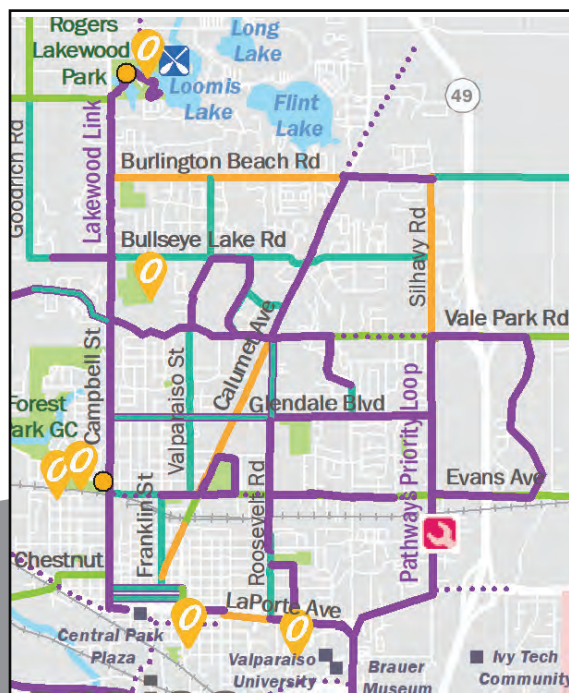 Rogers
Lakewood
Park
Long
Lake
Loomis
Lake
Flint
Lake
49
Goodrich Rd
Lakewood Link
Burlington Beach Rd
Bullseye Lake Rd
Silhavy Rd
Vale Park Rd
Calumet Ave
Valparaiso St
Campbell St
Forest
Park GC
Glendale Blvd
Pathways Priority Loop
Evans Ave
Franklin St
Roosevelt Rd
Chestnut
LaPorte Ave
Central Park
Plaza
Valparaiso
University
Brauer
Museum
Ivy Tech
Community